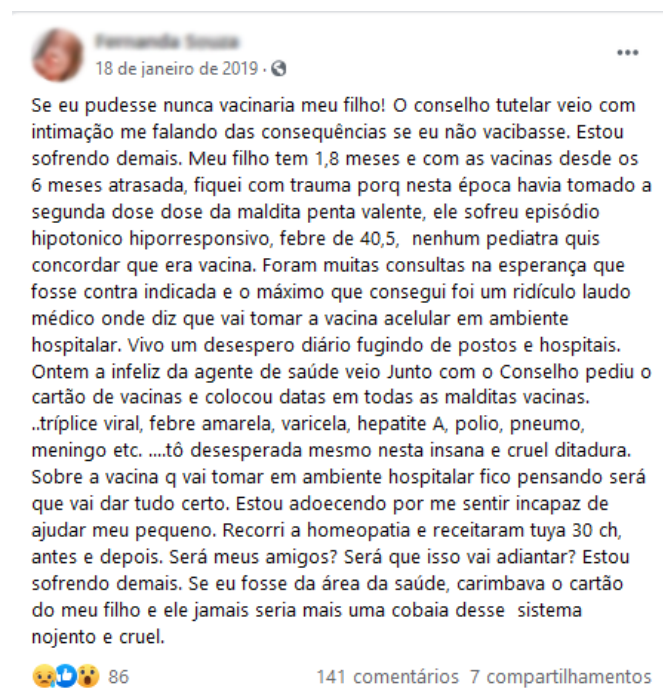 18 de janeiro de 2019 ·
Se eu pudesse nunca vacinaria meu filho! O conselho tutelar veio com
intimação me falando das consequências se eu não vacibasse. Estou
sofrendo demais. Meu filho tem 1,8 meses e com as vacinas desde os
6 meses atrasada, fiquei com trauma porq nesta época havia tomado a
segunda dose dose da maldita penta valente, ele sofreu episódio
hipotonico hiporresponsivo, febre de 40,5,  nenhum pediatra quis
concordar que era vacina. Foram muitas consultas na esperança que
fosse contra indicada e o máximo que consegui foi um ridículo laudo
médico onde diz que vai tomar a vacina acelular em ambiente
hospitalar. Vivo um desespero diário fugindo de postos e hospitais.
Ontem a infeliz da agente de saúde veio Junto com o Conselho pediu o
cartão de vacinas e colocou datas em todas as malditas vacinas.
..tríplice viral, febre amarela, varicela, hepatite A, polio, pneumo,
meningo etc. ....tô desesperada mesmo nesta insana e cruel ditadura.
Sobre a vacina q vai tomar em ambiente hospitalar fico pensando será
que vai dar tudo certo. Estou adoecendo por me sentir incapaz de
ajudar meu pequeno. Recorri a homeopatia e receitaram tuya 30 ch,
antes e depois. Será meus amigos? Será que isso vai adiantar? Estou
sofrendo demais. Se eu fosse da área da saúde, carimbava o cartão
do meu filho e ele jamais seria mais uma cobaia desse  sistema
nojento e cruel.
86 141 comentários 7 compartilhamentos